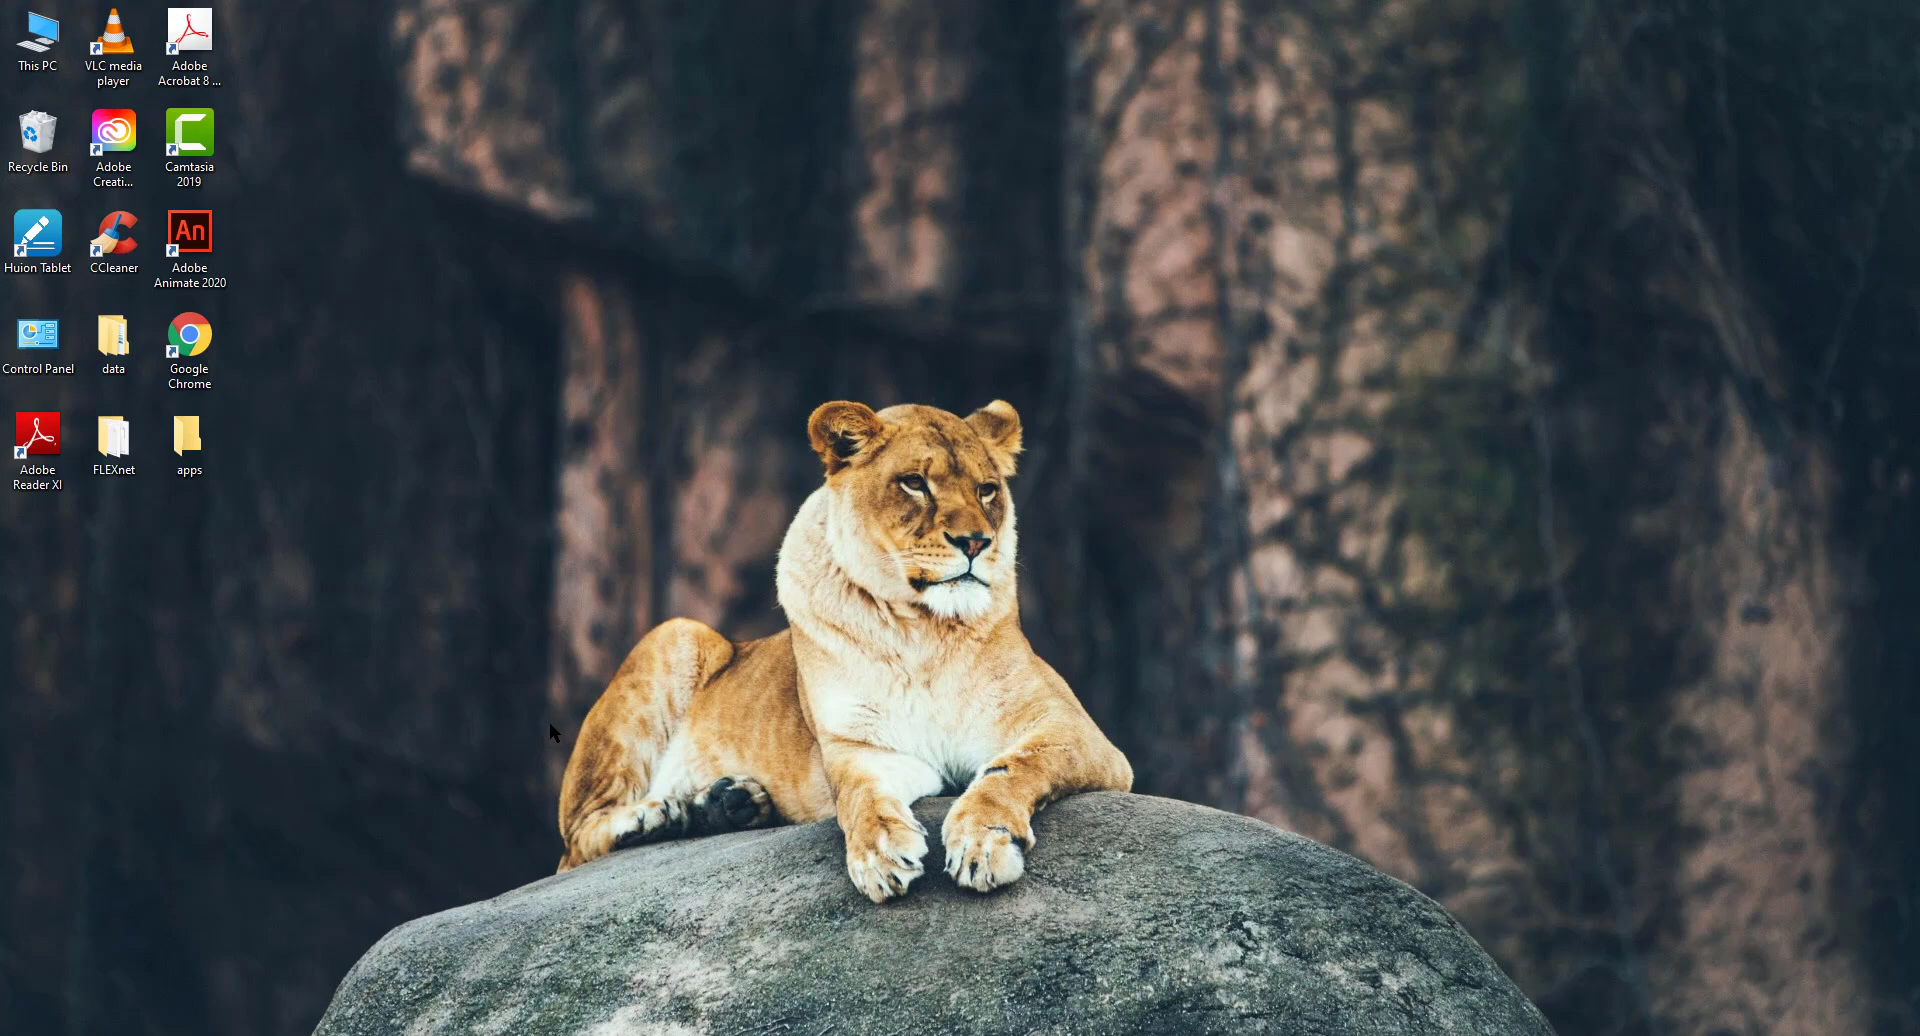 This PC
VLC media
player
Adobe
Acrobat 8 ...
Recycle Bin
Adobe
Creati...
Camtasia
2019
Huion Tablet
CCleaner
An
Adobe
Animate 2020
Control Panel
data
Google
Chrome
Adobe
Reader XI
FLEXnet
apps